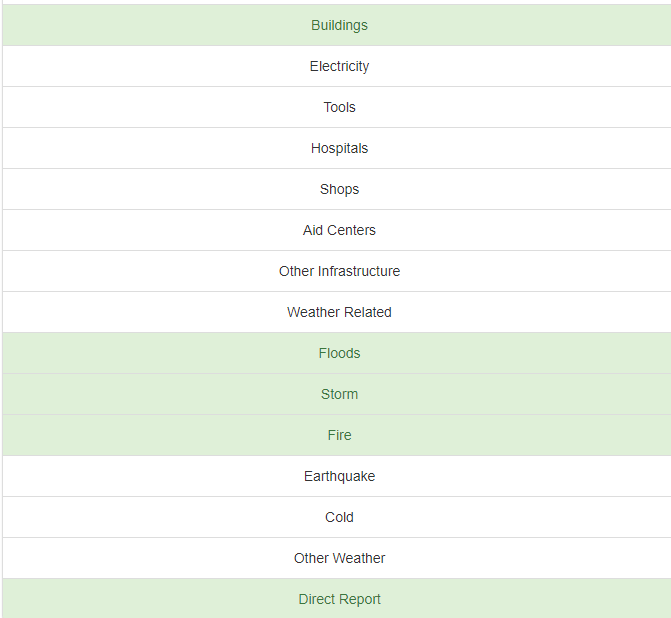 Buildings
Electricity
Tools
Hospitals
Shops
Aid Centers
Other Infrastructure
Weather Related
Floods
Storm
Fire
Earthquake
Cold
Other Weather
Direct Report